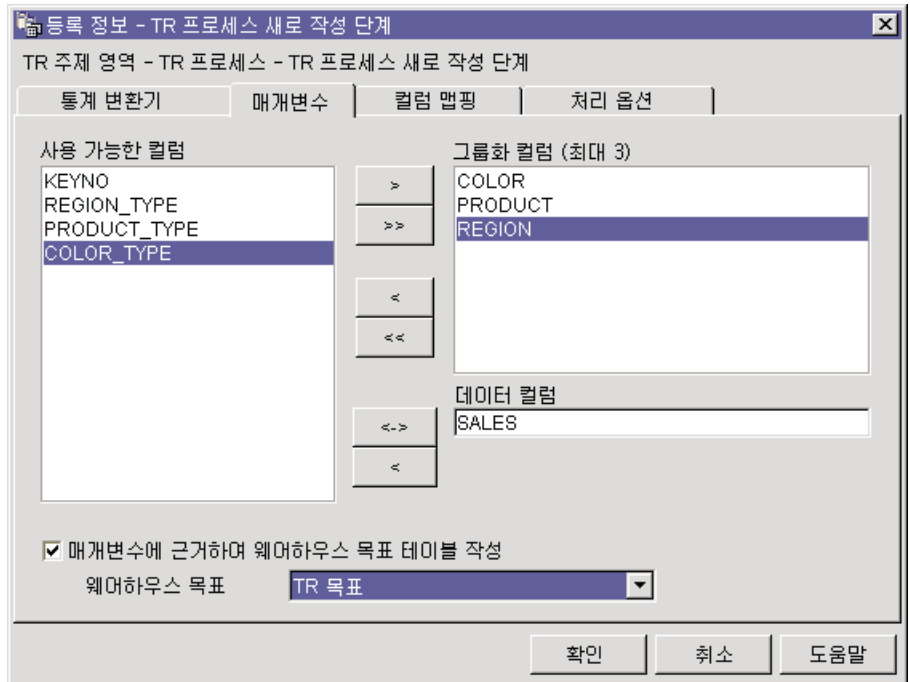 등록 정보 - TR 프로세스 새로 작성 단계
TR 주제 영역 - TR 프로세스 - TR 프로세스 새로 작성 단계
통계 변환기
매개변수
컬럼 맵핑
처리 옵션
사용 가능한 컬럼
KEYNO
REGION_TYPE
PRODUCT_TYPE
COLOR_TYPE
>
>>
<
<<
<->
<
그룹화 컬럼 (최대 3)
COLOR
PRODUCT
REGION
데이터 컬럼
SALES
매개변수에 근거하여 웨어하우스 목표 테이블 작성
웨어하우스 목표
TR 목표
확인
취소
도움말